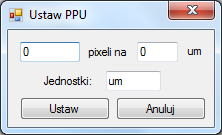 Ustaw PPU
0 pixeli na 0 um
Jednostki: um
Ustaw Anuluj